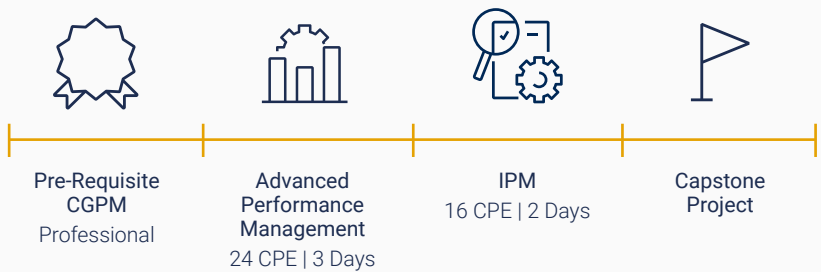 Pre-Requisite
CGPM
Professional
Advanced
Performance
Management
24 CPE | 3 Days
IPM
16 CPE | 2 Days
Capstone
Project